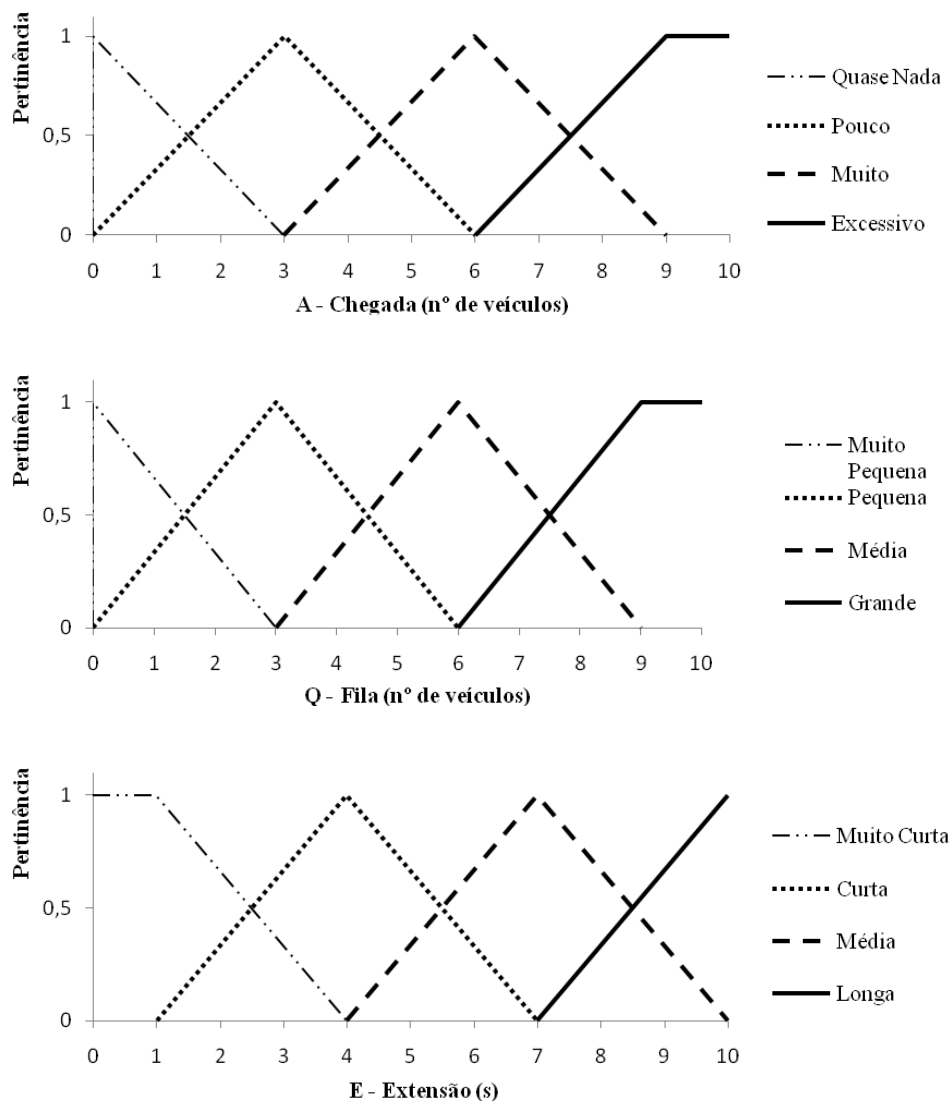 Pertinência
1
0,5
0
0 1 2 3 4 5 6 7 8 9 10
A - Chegada (nº de veículos)
Quase Nada
Pouco
Muito
Excessivo
Pertinência
1
0,5
0
0 1 2 3 4 5 6 7 8 9 10
Q - Fila (nº de veículos)
Muito
Pequena
Pequena
Média
Grande
Pertinência
1
0,5
0
0 1 2 3 4 5 6 7 8 9 10
E - Extensão (s)
Muito Curta
Curta
Média
Longa